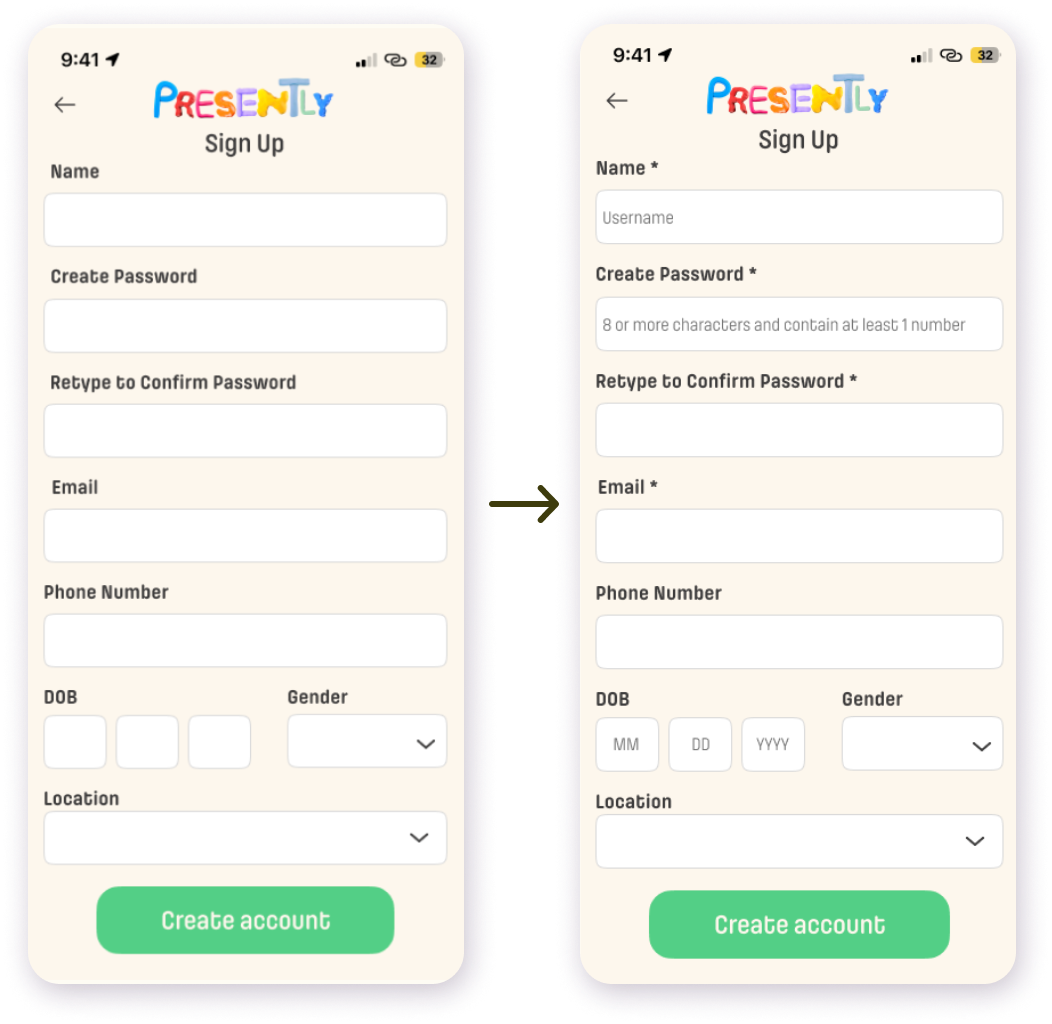 9:41
32
PRESENTLY
Sign Up
Name
Create Password
Retype to Confirm Password
Email
Phone Number
DOB
Gender
Location
Create account
9:41
32
PRESENTLY
Sign Up
Name *
Username
Create Password *
8 or more characters and contain at least 1 number
Retype to Confirm Password *
Email *
Phone Number
DOB
Gender
MM
DD
YYYY
Location
Create account